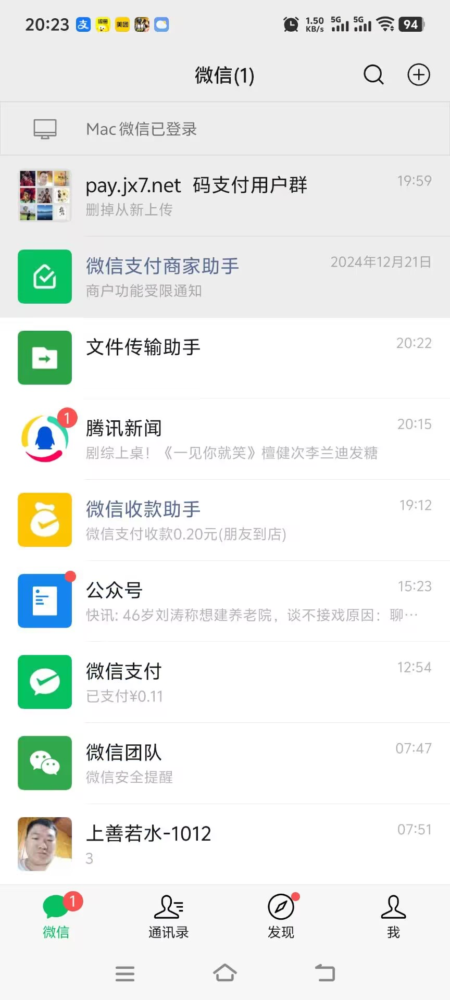 20:23 支 闲鱼 美团 1.50 KB/s 5G 5G 94
微信(1)
Mac微信已登录
pay.jx7.net 码支付用户群 19:59
删掉从新上传
微信支付商家助手 2024年12月21日
商户功能受限通知
文件传输助手 20:22
1
腾讯新闻 20:15
剧综上桌！《一见你就笑》檀健次李兰迪发糖
微信收款助手 19:12
微信支付收款0.20元(朋友到店)
公众号 15:23
快讯: 46岁刘涛称想建养老院，谈不接戏原因：聊…
微信支付 12:54
已支付¥0.11
微信团队 07:47
微信安全提醒
上善若水-1012 07:51
3
1
微信 通讯录 发现 我